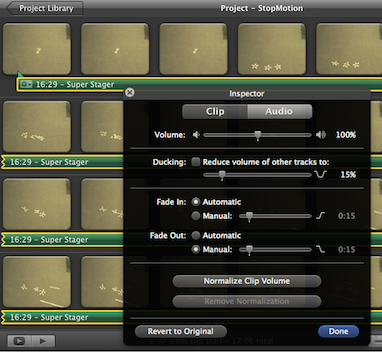 Project Library
Project – StopMotion
16:29 – Super Stager
Inspector
Clip
Audio
Volume:
100%
Ducking:
Reduce volume of other tracks to:
15%
16:29 – Super Stager
Fade In:
Automatic
Manual:
0:15
Fade Out:
Automatic
16:29 – Super Stager
Manual:
0:15
Normalize Clip Volume
Remove Normalization
16:29 – Super Stager
Revert to Original
Done